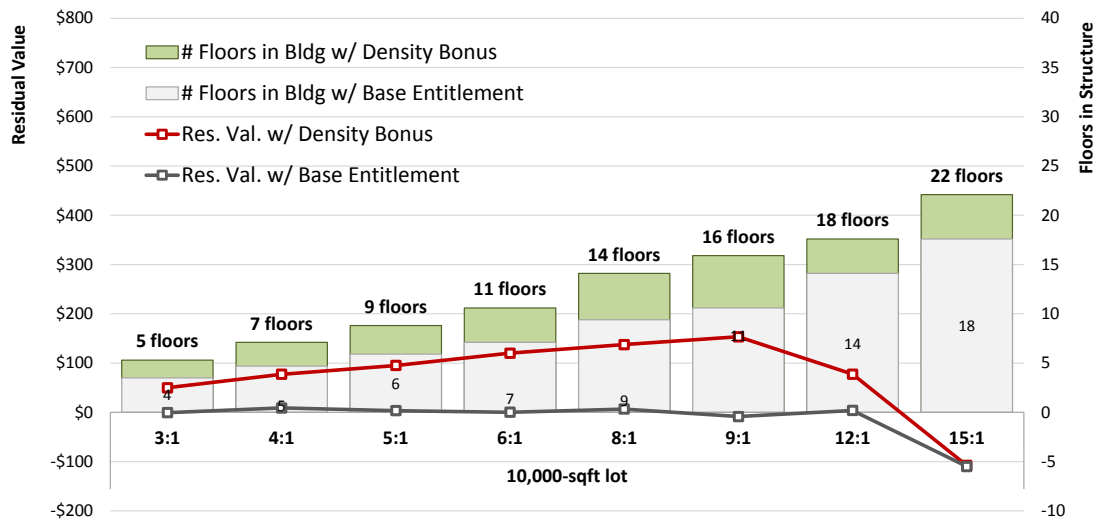 $800
$700
$600
$500
$400
$300
$200
$100
$0
-$100
-$200
Residual Value
# Floors in Bldg w/ Density Bonus
# Floors in Bldg w/ Base Entitlement
Res. Val. w/ Density Bonus
Res. Val. w/ Base Entitlement
5 floors
7 floors
9 floors
11 floors
14 floors
16 floors
18 floors
22 floors
4
5
6
7
9
11
14
18
3:1
4:1
5:1
6:1
8:1
9:1
12:1
15:1
10,000-sqft lot
40
35
30
25
20
15
10
5
0
-5
-10
Floors in Structure